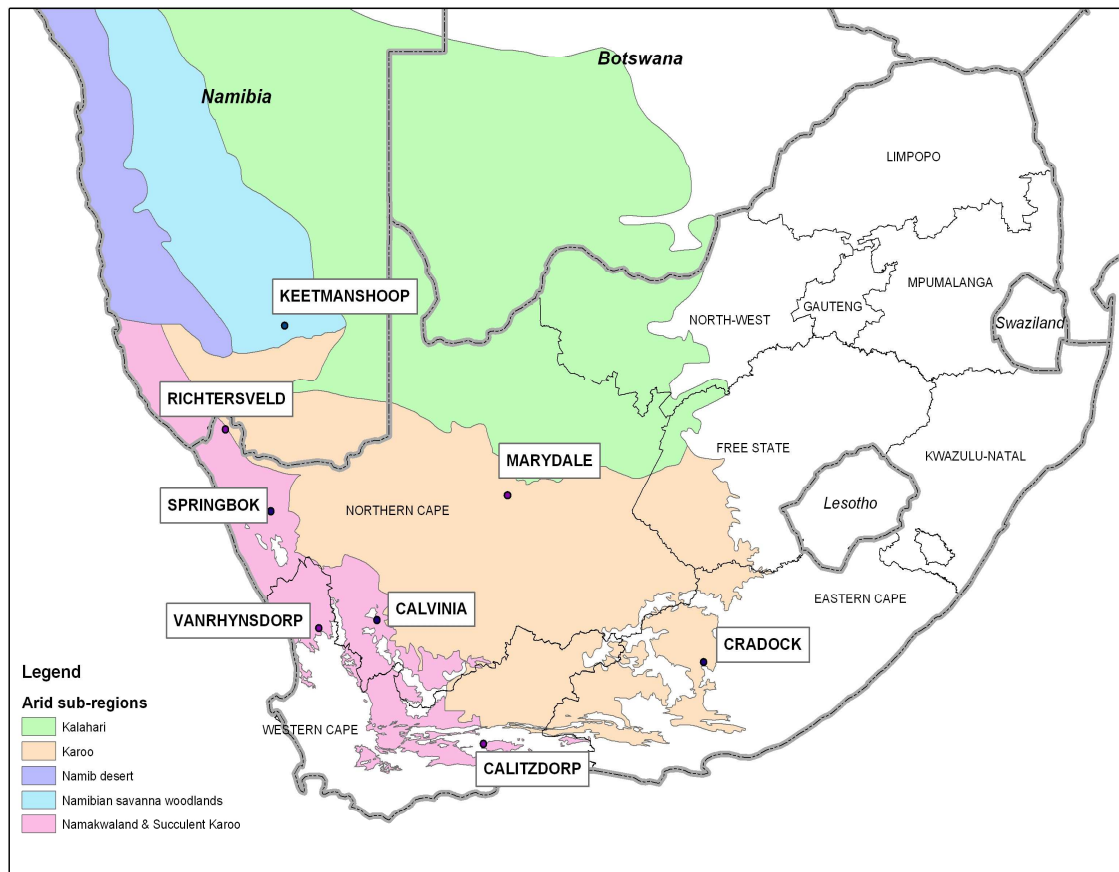 Botswana
Namibia
LIMPOPO
MPUMALANGA
KEETMANSHOOP
GAUTENG
NORTH-WEST
Swaziland
RICHTERSVELD
FREE STATE
KWAZULU-NATAL
MARYDALE
SPRINGBOK
NORTHERN CAPE
Lesotho
EASTERN CAPE
CALVINIA
VANRHYNSDORP
CRADOCK
WESTERN CAPE
CALITZDORP
Legend
Arid sub-regions
Kalahari
Karoo
Namib desert
Namibian savanna woodlands
Namakwaland & Succulent Karoo